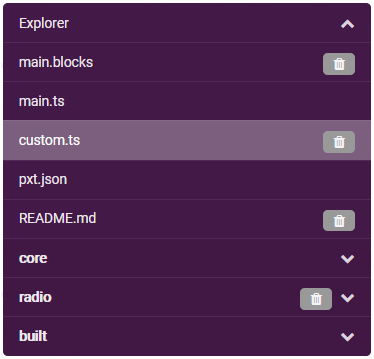 Explorer
main.blocks
main.ts
custom.ts
pxt.json
README.md
core
radio
built